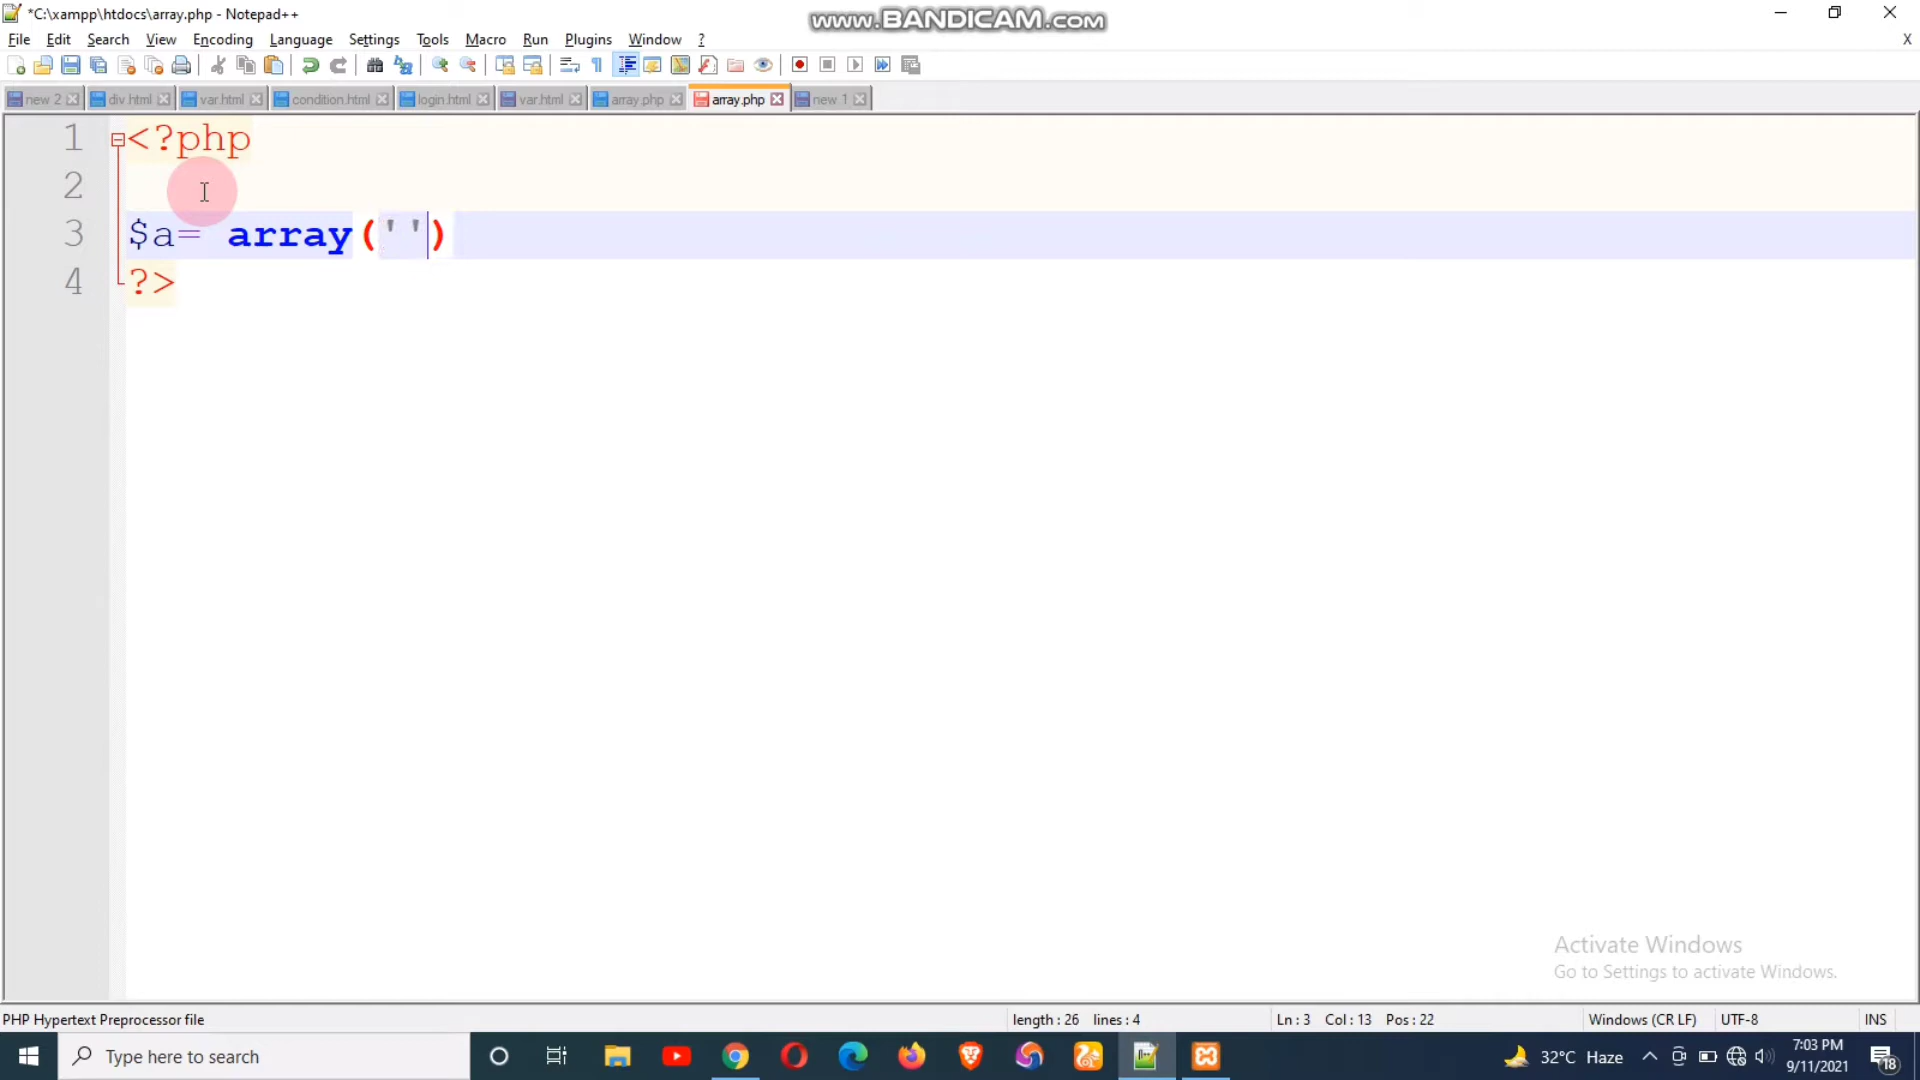 *C:\xampp\htdocs\array.php - Notepad++
www.BANDICAM.com
File Edit Search View Encoding Language Settings Tools Macro Run Plugins Window ?
X
new 2 div.html var.html condition.html login.html var.html array.php array.php new 1
1 <?php
2
3 $a= array('')
4 ?>
Activate Windows
Go to Settings to activate Windows.
PHP Hypertext Preprocessor file length : 26 lines : 4 Ln : 3 Col : 13 Pos : 22 Windows (CR LF) UTF-8 INS
Type here to search 32°C Haze 7:03 PM
9/11/2021
18